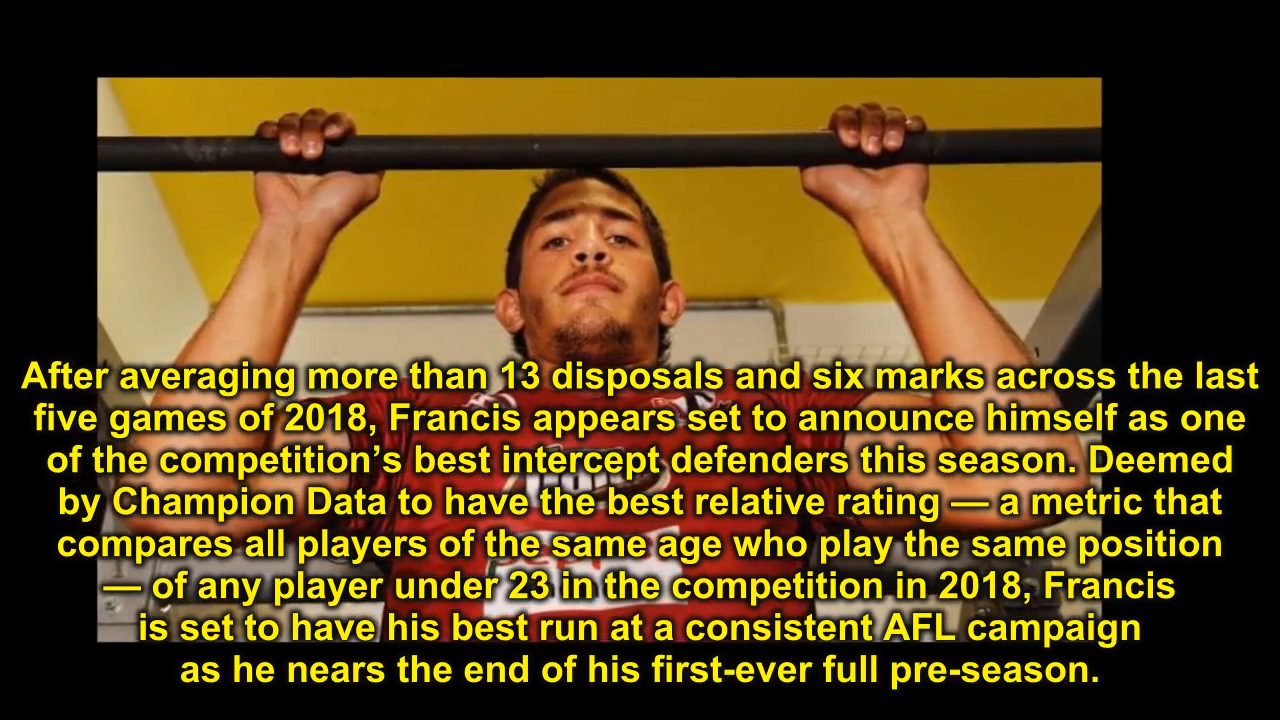 After averaging more than 13 disposals and six marks across the last
five games of 2018, Francis appears set to announce himself as one
of the competition’s best intercept defenders this season. Deemed
by Champion Data to have the best relative rating — a metric that
compares all players of the same age who play the same position
— of any player under 23 in the competition in 2018, Francis
is set to have his best run at a consistent AFL campaign
as he nears the end of his first-ever full pre-season.